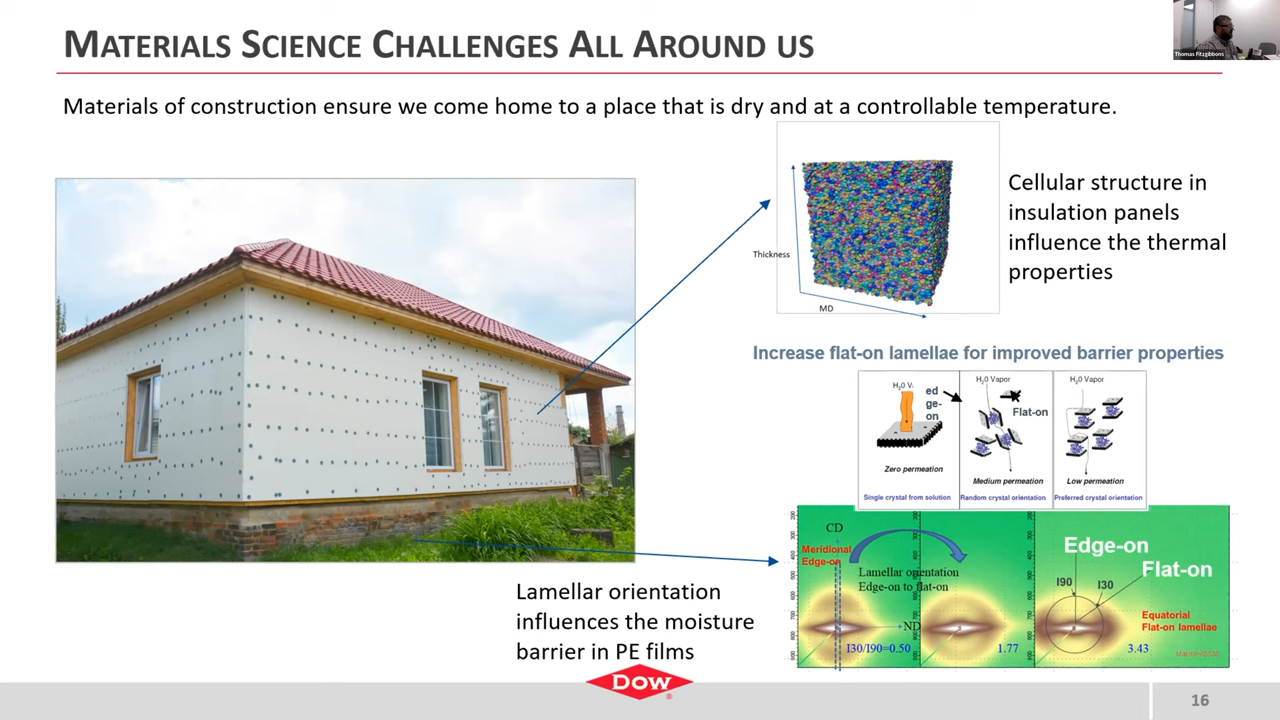 MATERIALS SCIENCE CHALLENGES ALL AROUND US
Thomas Fitzgibbons
Materials of construction ensure we come home to a place that is dry and at a controllable temperature.
Thickness
MD
Cellular structure in
insulation panels
influence the thermal
properties
Increase flat-on lamellae for improved barrier properties
H20 V
ed
ge-
on
Zero permeation
Single crystal from solution
H20 Vapor
Flat-on
Medium permeation
Random crystal orientation
H20 Vapor
Low permeation
Preferred crystal orientation
CD
Meridional
Edge-on
Lamellar orientation
Edge-on to flat-on
ND
I30/I90=0.50
1.77
Edge-on
Flat-on
I90
I30
Equatorial
Flat-on lamellae
3.43
Lamellar orientation
influences the moisture
barrier in PE films
DOW
®
16